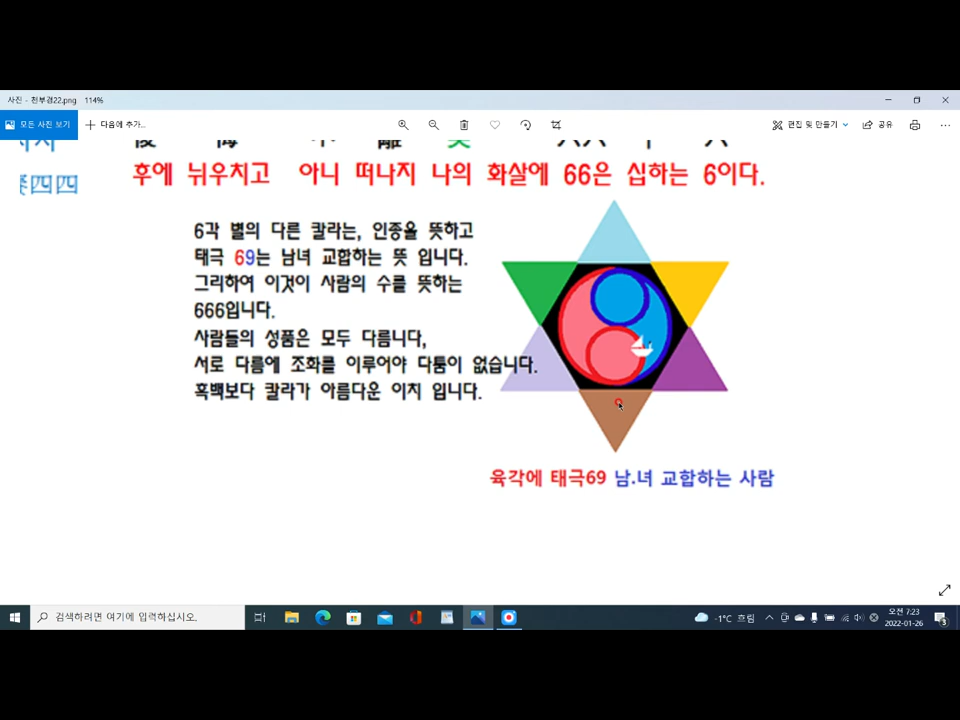 사진 - 천부경22.png 114%
모든 사진 보기
다음에 추가...
편집 및 만들기
공유
四四
후에 뉘우치고 아니 떠나지 나의 화살에 66은 십하는 6이다.
6각 별의 다른 칼라는, 인종을 뜻하고
태극 69는 남녀 교합하는 뜻 입니다.
그리하여 이것이 사람의 수를 뜻하는
666입니다.
사람들의 성품은 모두 다릅니다,
서로 다름에 조화를 이루어야 다툼이 없습니다.
흑백보다 칼라가 아름다운 이치 입니다.
육각에 태극69 남.녀 교합하는 사람
검색하려면 여기에 입력하십시오.
-1°C 흐림
오전 7:23
2022-01-26
3